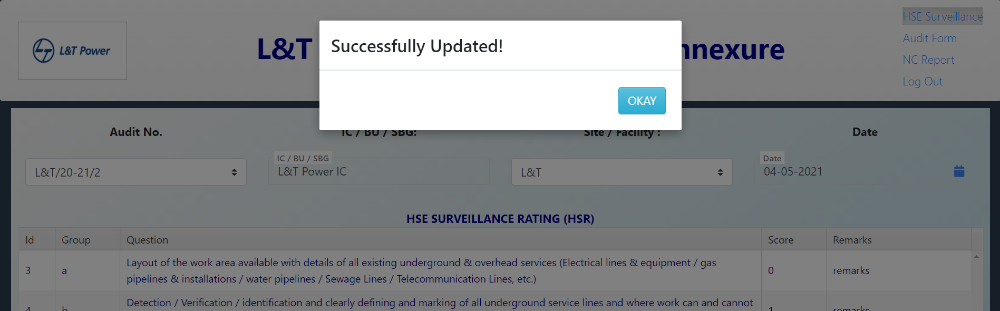 L&T Power
L&T
nnexure
HSE Surveillance
Audit Form
NC Report
Log Out
Successfully Updated!
OKAY
Audit No.
IC / BU / SBG:
Site / Facility :
Date
L&T/20-21/2
IC / BU / SBG
L&T Power IC
L&T
Date
04-05-2021
HSE SURVEILLANCE RATING (HSR)
Id Group Question Score Remarks
3 a Layout of the work area available with details of all existing underground & overhead services (Electrical lines & equipment / gas
pipelines & installations / water pipelines / Sewage Lines / Telecommunication Lines, etc.) 0 remarks
4 b Detection / Verification / identification and clearly defining and marking of all underground service lines and where work can and cannot 1 remarks